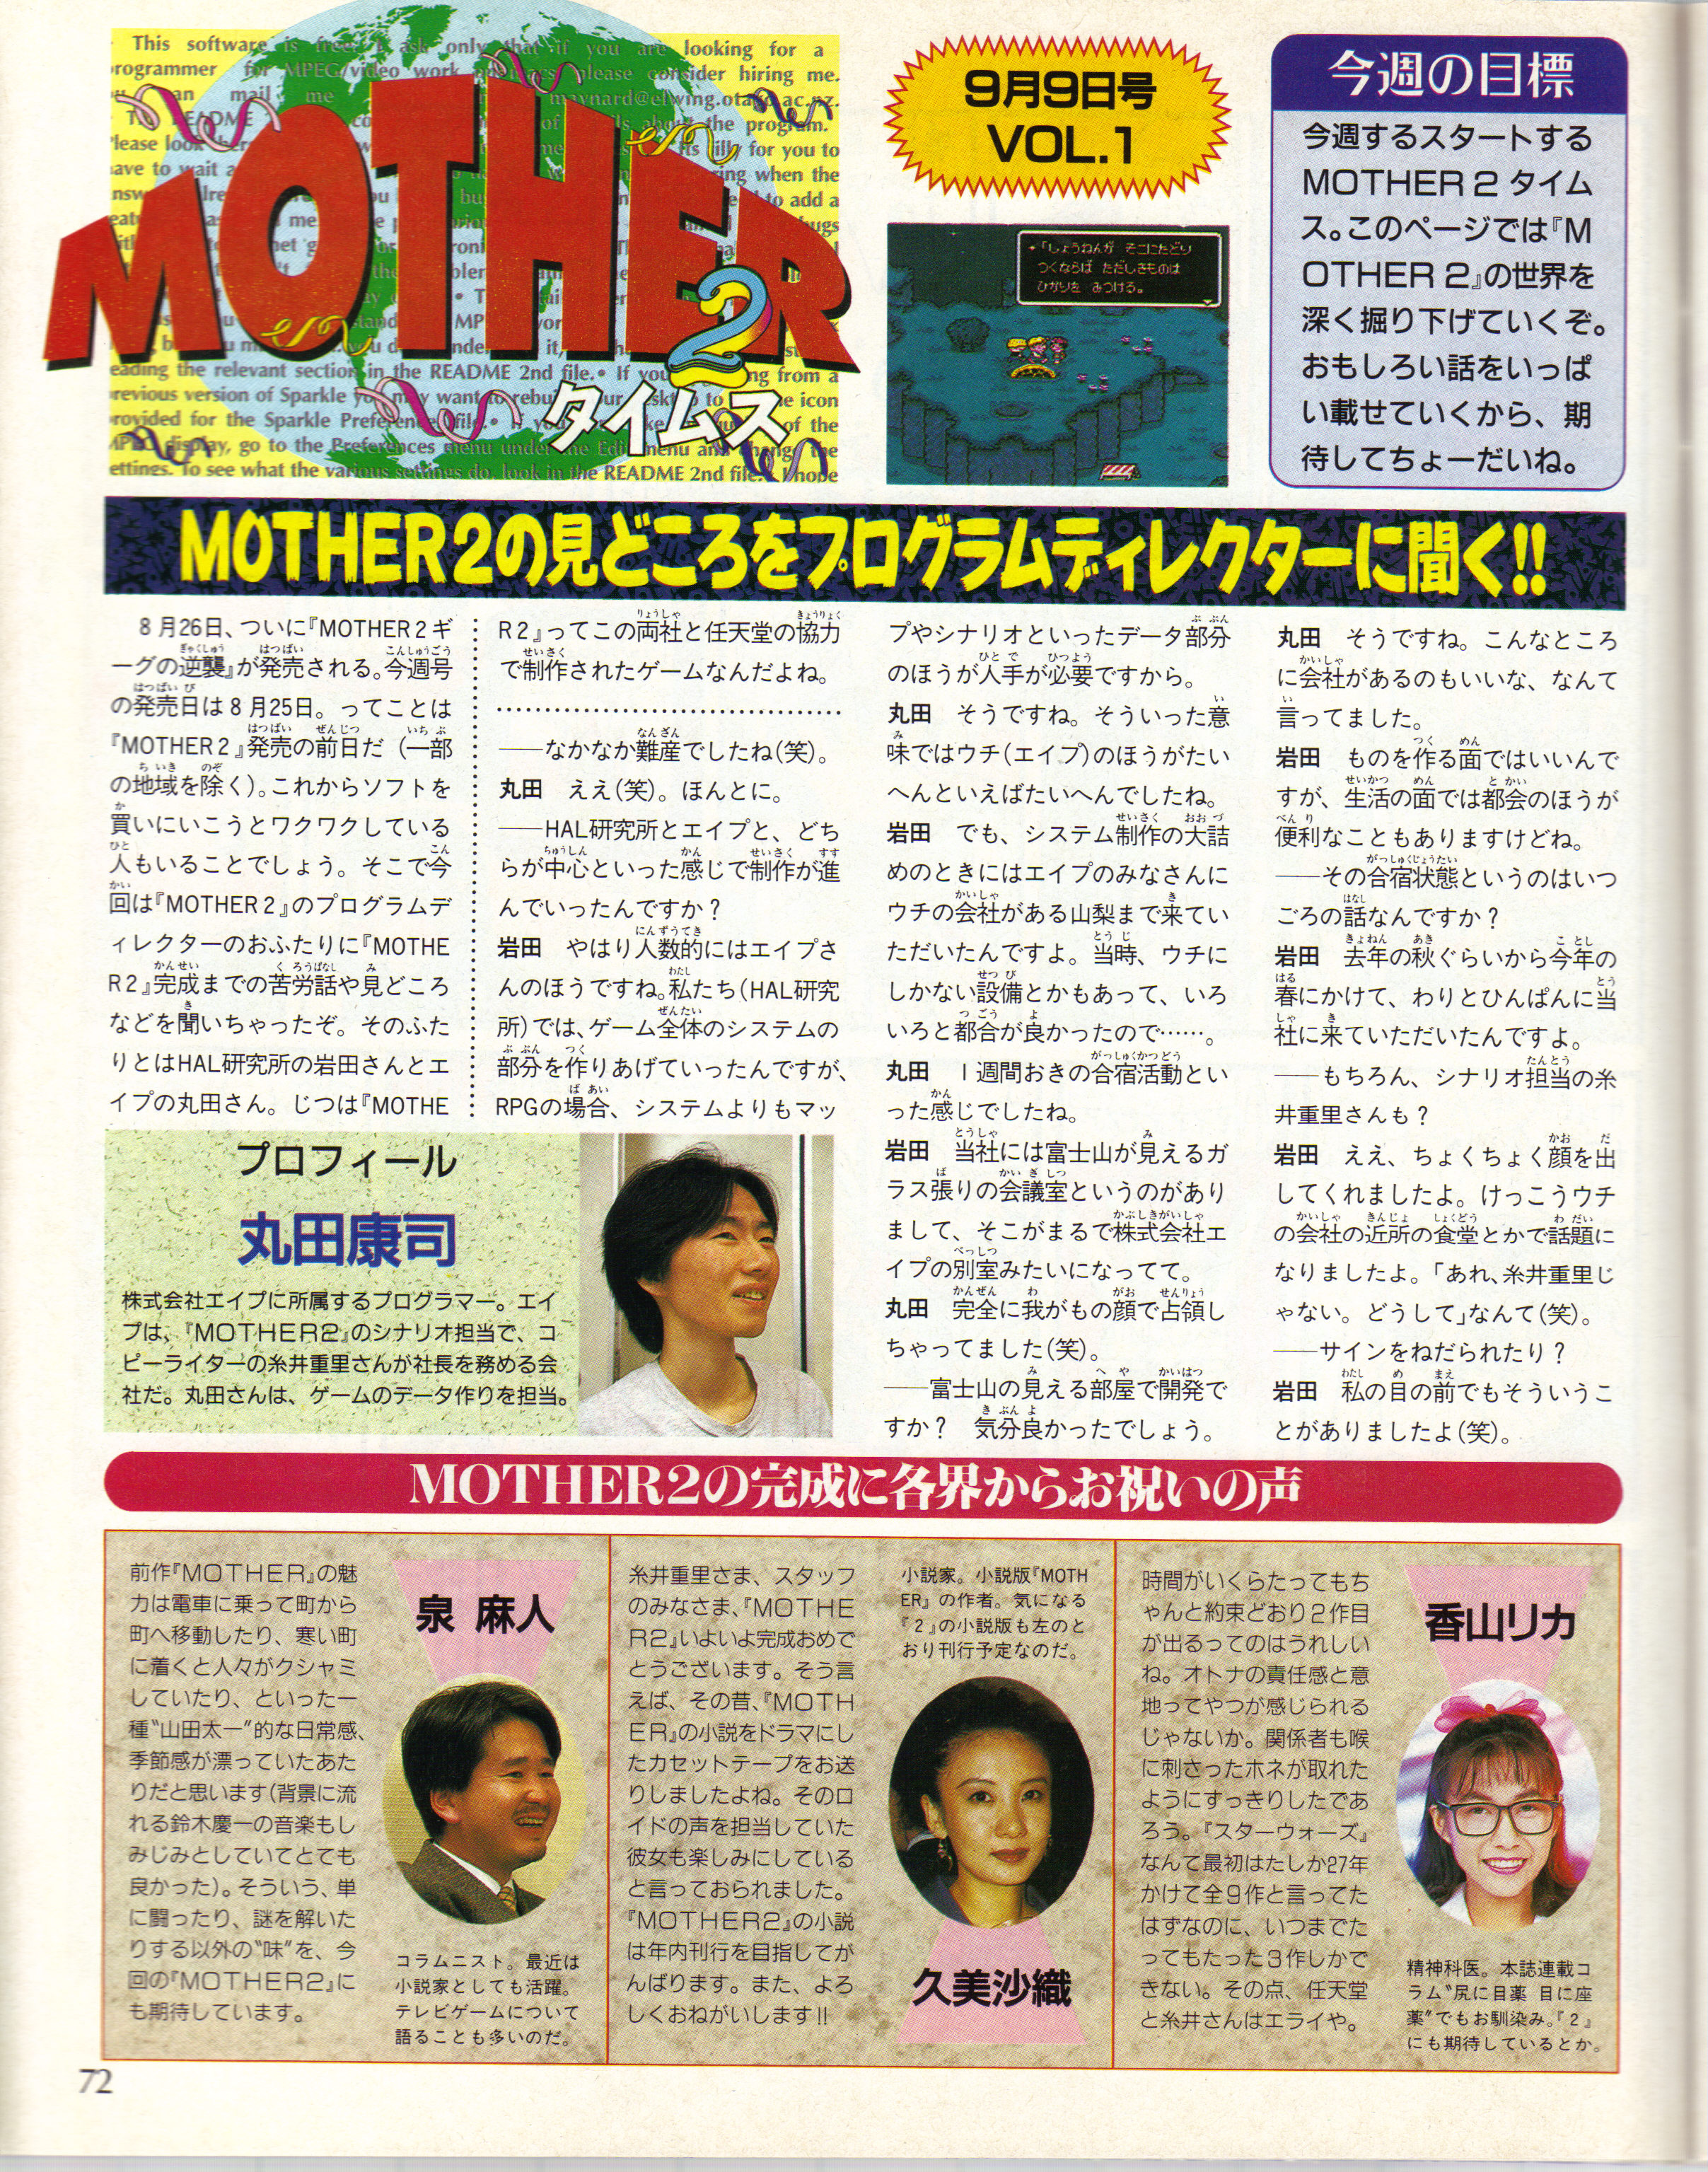 MOTHER2
タイムス
9月9日号
VOL.1
「しょうねんが そこにたどり
つくならば ただしきものは
ひかりを みつける。
今週の目標
今週するスタートする
MOTHER2タイム
ス。このページでは『M
OTHER2』の世界を
深く掘り下げていくぞ。
おもしろい話をいっぱ
い載せていくから、期
待してちょーだいね。
MOTHER2の見どころをプログラムディレクターに聞く!!
8月26日、ついに『MOTHER2ギ
ーグの逆襲』が発売される。今週号
の発売日は8月25日。ってことは
『MOTHER2』発売の前日だ（一部
の地域を除く）。これからソフトを
買いにいこうとワクワクしている
人もいることでしょう。そこで今
回は『MOTHER2』のプログラムデ
ィレクターのおふたりに『MOTHE
R2』完成までの苦労話や見どころ
などを聞いちゃったぞ。そのふた
りとはHAL研究所の岩田さんとエ
イプの丸田さん。じつは『MOTHE
R2』ってこの両社と任天堂の協力
で制作されたゲームなんだよね。
――なかなか難産でしたね(笑)。
丸田　ええ(笑)。ほんとに。
――HAL研究所とエイプと、どち
らが中心といった感じで制作が進
んでいったんですか？
岩田　やはり人数的にはエイプさ
んのほうですね。私たち(HAL研究
所)では、ゲーム全体のシステムの
部分を作りあげていったんですが、
RPGの場合、システムよりもマッ
プやシナリオといったデータ部分
のほうが人手が必要ですから。
丸田　そうですね。そういった意
味ではウチ(エイプ)のほうがたい
へんといえばたいへんでしたね。
岩田　でも、システム制作の大詰
めのときにはエイプのみなさんに
ウチの会社がある山梨まで来てい
ただいたんですよ。当時、ウチに
しかない設備とかもあって、いろ
いろと都合が良かったので……。
丸田　1週間おきの合宿活動とい
った感じでしたね。
岩田　当社には富士山が見えるガ
ラス張りの会議室というのがあり
まして、そこがまるで株式会社エ
イプの別室みたいになってて。
丸田　完全に我がもの顔で占領し
ちゃってました(笑)。
――富士山の見える部屋で開発で
すか？　気分良かったでしょう。
丸田　そうですね。こんなところ
に会社があるのもいいな、なんて
言ってました。
岩田　ものを作る面ではいいんで
すが、生活の面では都会のほうが
便利なこともありますけどね。
――その合宿状態というのはいつ
ごろの話なんですか？
岩田　去年の秋ぐらいから今年の
春にかけて、わりとひんぱんに当
社に来ていただいたんですよ。
――もちろん、シナリオ担当の糸
井重里さんも？
岩田　ええ、ちょくちょく顔を出
してくれましたよ。けっこうウチ
の会社の近所の食堂とかで話題に
なりましたよ。「あれ、糸井重里じ
ゃない。どうして」なんて(笑)。
――サインをねだられたり？
岩田　私の目の前でもそういうこ
とがありましたよ(笑)。
プロフィール
丸田康司
株式会社エイプに所属するプログラマー。エイ
プは、『MOTHER2』のシナリオ担当で、コ
ピーライターの糸井重里さんが社長を務める会
社だ。丸田さんは、ゲームのデータ作りを担当。
MOTHER2の完成に各界からお祝いの声
前作『MOTHER』の魅
力は電車に乗って町から
町へ移動したり、寒い町
に着くと人々がクシャミ
していたり、といった一
種“山田太一”的な日常感、
季節感が漂っていたあた
りだと思います(背景に流
れる鈴木慶一の音楽もし
みじみとしていてとても
良かった)。そういう、単
に闘ったり、謎を解いた
りする以外の“味”を、今
回の『MOTHER2』に
も期待しています。
泉 麻人
コラムニスト。最近は
小説家としても活躍。
テレビゲームについて
語ることも多いのだ。
糸井重里さま、スタッフ
のみなさま、『MOTHE
R2』いよいよ完成おめで
とうございます。そう言
えば、その昔、『MOTH
ER』の小説をドラマにし
たカセットテープをお送
りしましたよね。そのロ
イドの声を担当していた
彼女も楽しみにしている
と言っておられました。
『MOTHER2』の小説
は年内刊行を目指してが
んばります。また、よろ
しくおねがいします!!
小説家。小説版『MOTH
ER』の作者。気になる
『2』の小説版も左のと
おり刊行予定なのだ。
久美沙織
時間がいくらたってもち
ゃんと約束どおり2作目
が出るってのはうれしい
ね。オトナの責任感と意
地ってやつが感じられる
じゃないか。関係者も喉
に刺さったホネが取れた
ようにすっきりしたであ
ろう。『スターウォーズ』
なんて最初はたしか27年
かけて全9作と言ってた
はずなのに、いつまでた
ってもたった3作しかで
きない。その点、任天堂
と糸井さんはエライや。
香山リカ
精神科医。本誌連載コ
ラム“尻に目薬 目に座
薬”でもお馴染み。『2』
にも期待しているとか。
72